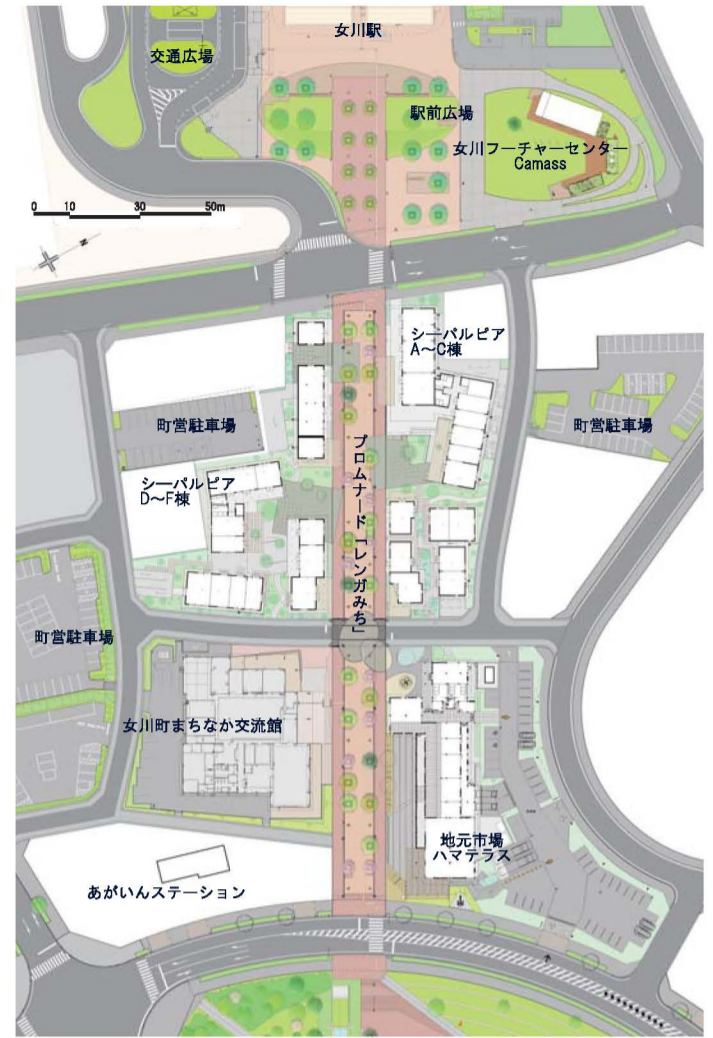 女川駅
交通広場
駅前広場
女川フーチャーセンター
Camass
0 10 30 50m
N
シーパルピア
A〜C棟
町営駐車場
町営駐車場
シーパルピア
D〜F棟
プロムナード「レンガみち」
町営駐車場
女川町まちなか交流館
地元市場
ハマテラス
あがいんステーション